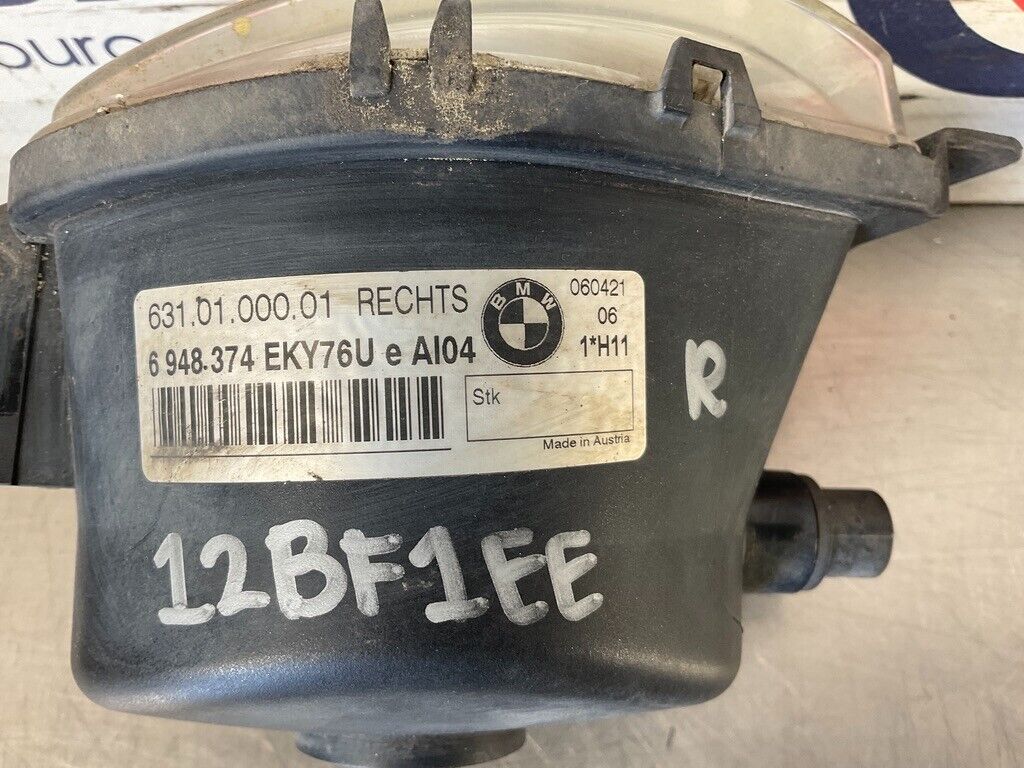 631.01.000.01 RECHTS
6 948.374 EKY76U e AI04
BMW
060421
06
1*H11
Stk
Made in Austria
R
12BF1EE